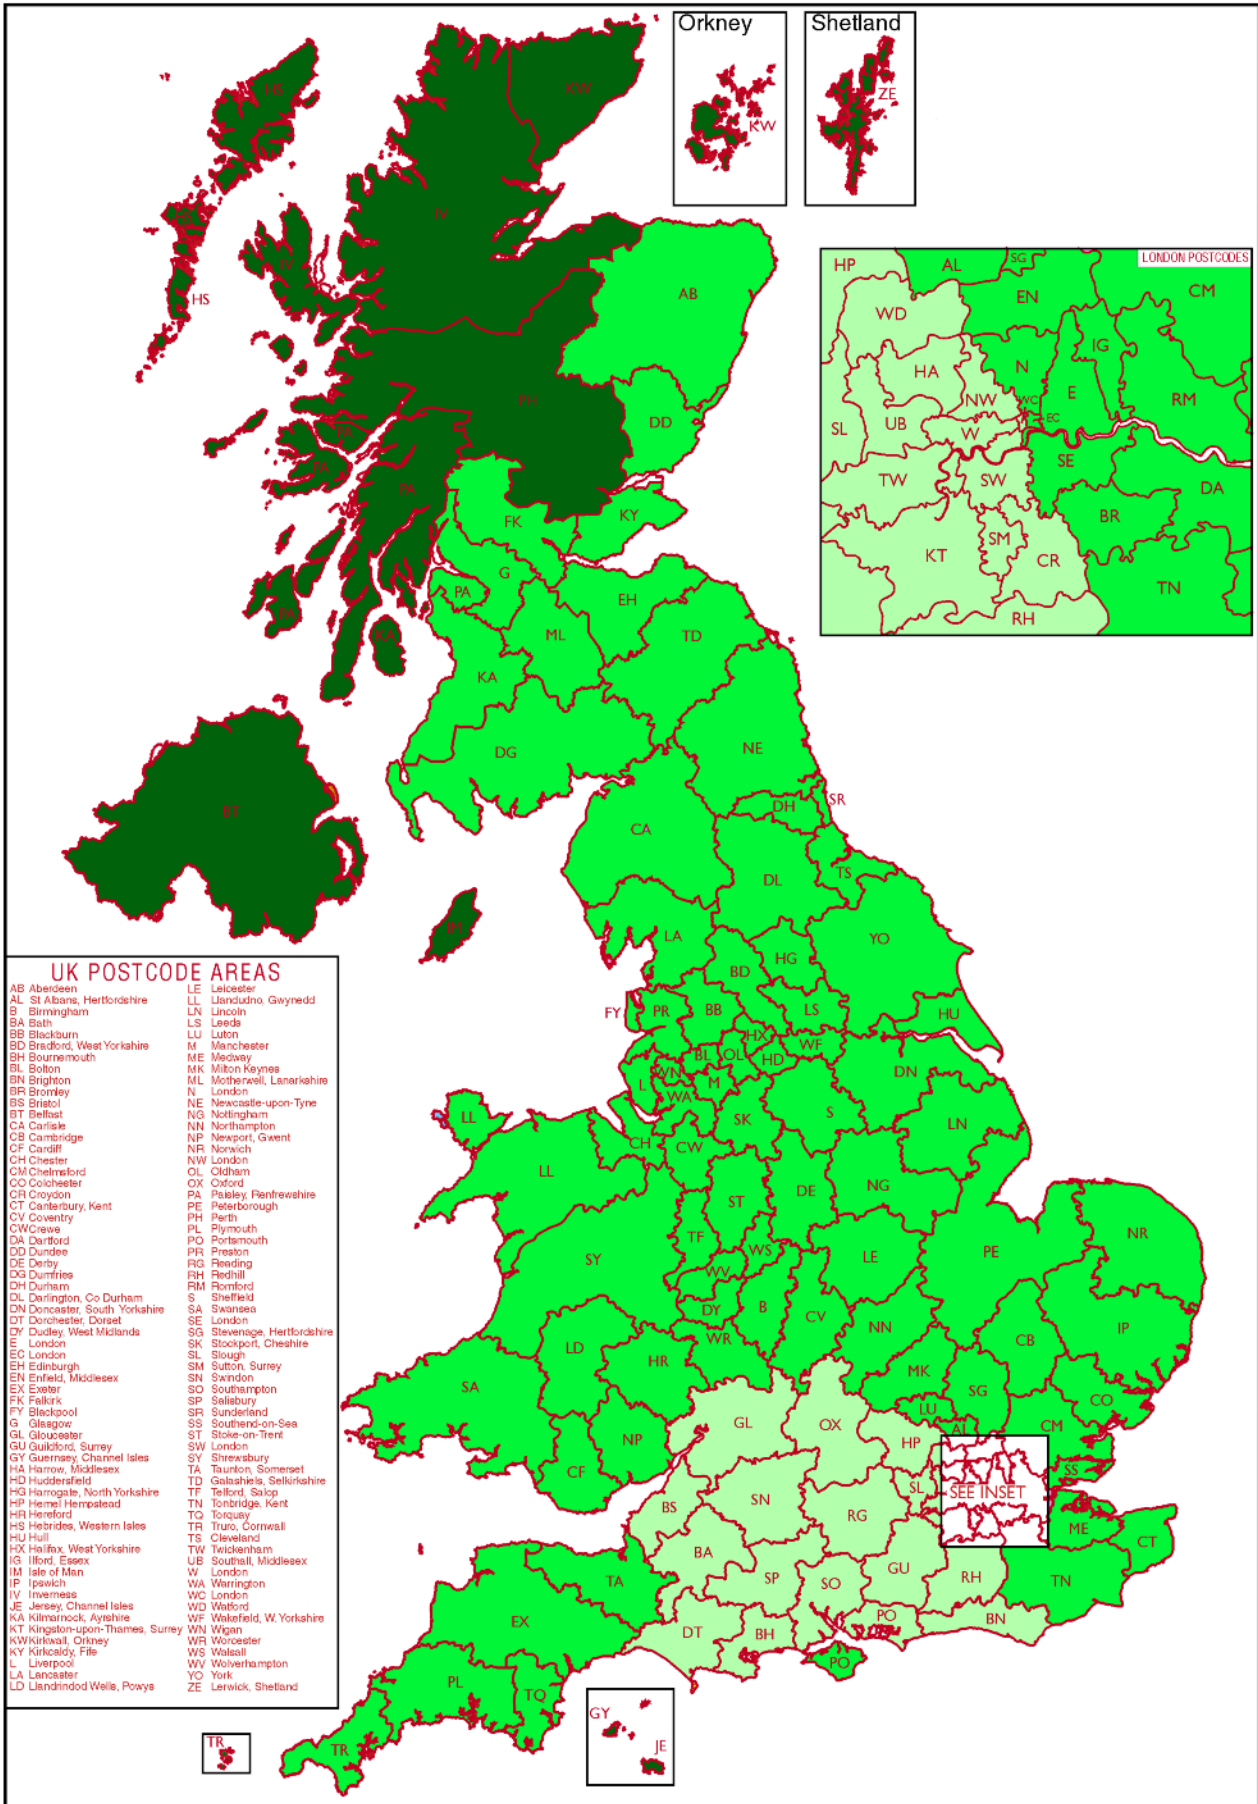 Orkney
Shetland
HS
KW
KW
ZE
HS
IV
IV
HS
AB
PH
DD
PA
PA
PA
FK
KY
G
PA
EH
ML
TD
PA
KA
KA
DG
NE
BT
DH
SR
CA
TS
DL
IM
LA
YO
HG
BD
FY
PR
BB
LS
HU
HX
WF
BL
OL
HD
DN
WN
L
M
WA
S
LL
SK
LN
CH
CW
LL
DE
NG
ST
NR
TF
WS
PE
SY
LE
WV
DY
B
CV
IP
NN
WR
CB
LD
HR
MK
SA
SG
CO
LU
GL
OX
CM
NP
AL
HP
CF
SS
SL
SEE INSET
SN
BS
RG
ME
CT
BA
GU
TA
SP
SO
RH
TN
EX
PO
BN
DT
BH
PO
PL
TQ
TR
TR
GY
JE
LONDON POSTCODES
HP
AL
SG
CM
EN
WD
IG
N
HA
E
NW
WC
RM
EC
SL
UB
W
SE
TW
SW
DA
BR
SM
KT
CR
TN
RH
UK POSTCODE AREAS
AB Aberdeen
AL St Albans, Hertfordshire
B Birmingham
BA Bath
BB Blackburn
BD Bradford, West Yorkshire
BH Bournemouth
BL Bolton
BN Brighton
BR Bromley
BS Bristol
BT Belfast
CA Carlisle
CB Cambridge
CF Cardiff
CH Chester
CM Chelmsford
CO Colchester
CR Croydon
CT Canterbury, Kent
CV Coventry
CW Crewe
DA Dartford
DD Dundee
DE Derby
DG Dumfries
DH Durham
DL Darlington, Co Durham
DN Doncaster, South Yorkshire
DT Dorchester, Dorset
DY Dudley, West Midlands
E London
EC London
EH Edinburgh
EN Enfield, Middlesex
EX Exeter
FK Falkirk
FY Blackpool
G Glasgow
GL Gloucester
GU Guildford, Surrey
GY Guernsey, Channel Isles
HA Harrow, Middlesex
HD Huddersfield
HG Harrogate, North Yorkshire
HP Hemel Hempstead
HR Hereford
HS Hebrides, Western Isles
HU Hull
HX Halifax, West Yorkshire
IG Ilford, Essex
IM Isle of Man
IP Ipswich
IV Inverness
JE Jersey, Channel Isles
KA Kilmarnock, Ayrshire
KT Kingston-upon-Thames, Surrey
KW Kirkwall, Orkney
KY Kirkcaldy, Fife
L Liverpool
LA Lancaster
LD Llandrindod Wells, Powys
LE Leicester
LL Llandudno, Gwynedd
LN Lincoln
LS Leeds
LU Luton
M Manchester
ME Medway
MK Milton Keynes
ML Motherwell, Lanarkshire
N London
NE Newcastle-upon-Tyne
NG Nottingham
NN Northampton
NP Newport, Gwent
NR Norwich
NW London
OL Oldham
OX Oxford
PA Paisley, Renfrewshire
PE Peterborough
PH Perth
PL Plymouth
PO Portsmouth
PR Preston
RG Reading
RH Redhill
RM Romford
S Sheffield
SA Swansea
SE London
SG Stevenage, Hertfordshire
SK Stockport, Cheshire
SL Slough
SM Sutton, Surrey
SN Swindon
SO Southampton
SP Salisbury
SR Sunderland
SS Southend-on-Sea
ST Stoke-on-Trent
SW London
SY Shrewsbury
TA Taunton, Somerset
TD Galashiels, Selkirkshire
TF Telford, Salop
TN Tonbridge, Kent
TQ Torquay
TR Truro, Cornwall
TS Cleveland
TW Twickenham
UB Southall, Middlesex
W London
WA Warrington
WC London
WD Watford
WF Wakefield, W. Yorkshire
WN Wigan
WR Worcester
WS Walsall
WV Wolverhampton
YO York
ZE Lerwick, Shetland